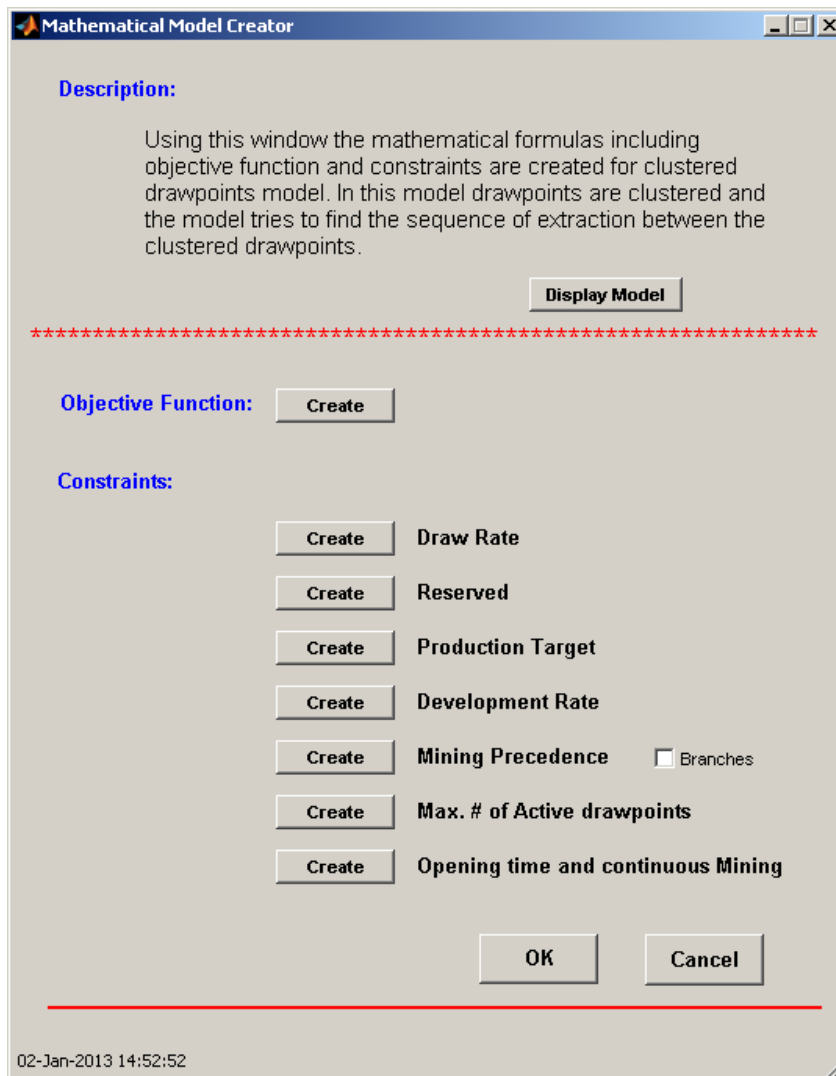 Mathematical Model Creator
Description:
Using this window the mathematical formulas including
objective function and constraints are created for clustered
drawpoints model. In this model drawpoints are clustered and
the model tries to find the sequence of extraction between the
clustered drawpoints.
Display Model
***************************************************************
Objective Function: Create
Constraints:
Create Draw Rate
Create Reserved
Create Production Target
Create Development Rate
Create Mining Precedence Branches
Create Max. # of Active drawpoints
Create Opening time and continuous Mining
OK Cancel
02-Jan-2013 14:52:52